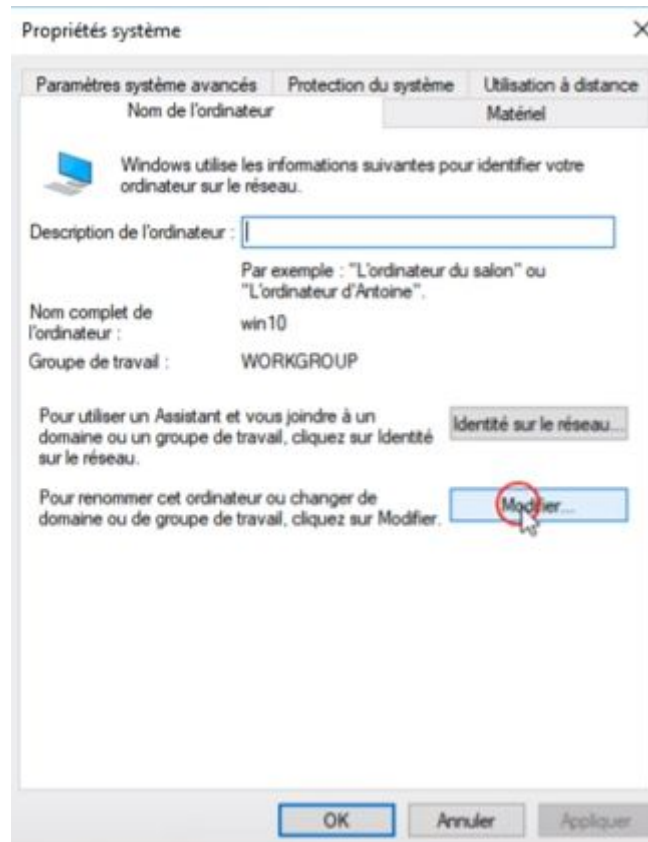 Propriétés système
Paramètres système avancés Protection du système Utilisation à distance
Nom de l'ordinateur Matériel
Windows utilise les informations suivantes pour identifier votre
ordinateur sur le réseau.
Description de l'ordinateur :
Par exemple : "L'ordinateur du salon" ou
"L'ordinateur d'Antoine".
Nom complet de
l'ordinateur :
win10
Groupe de travail : WORKGROUP
Pour utiliser un Assistant et vous joindre à un
domaine ou un groupe de travail, cliquez sur Identité
sur le réseau.
Identité sur le réseau...
Pour renommer cet ordinateur ou changer de
domaine ou de groupe de travail, cliquez sur Modifier.
Modifier...
OK Annuler Appliquer